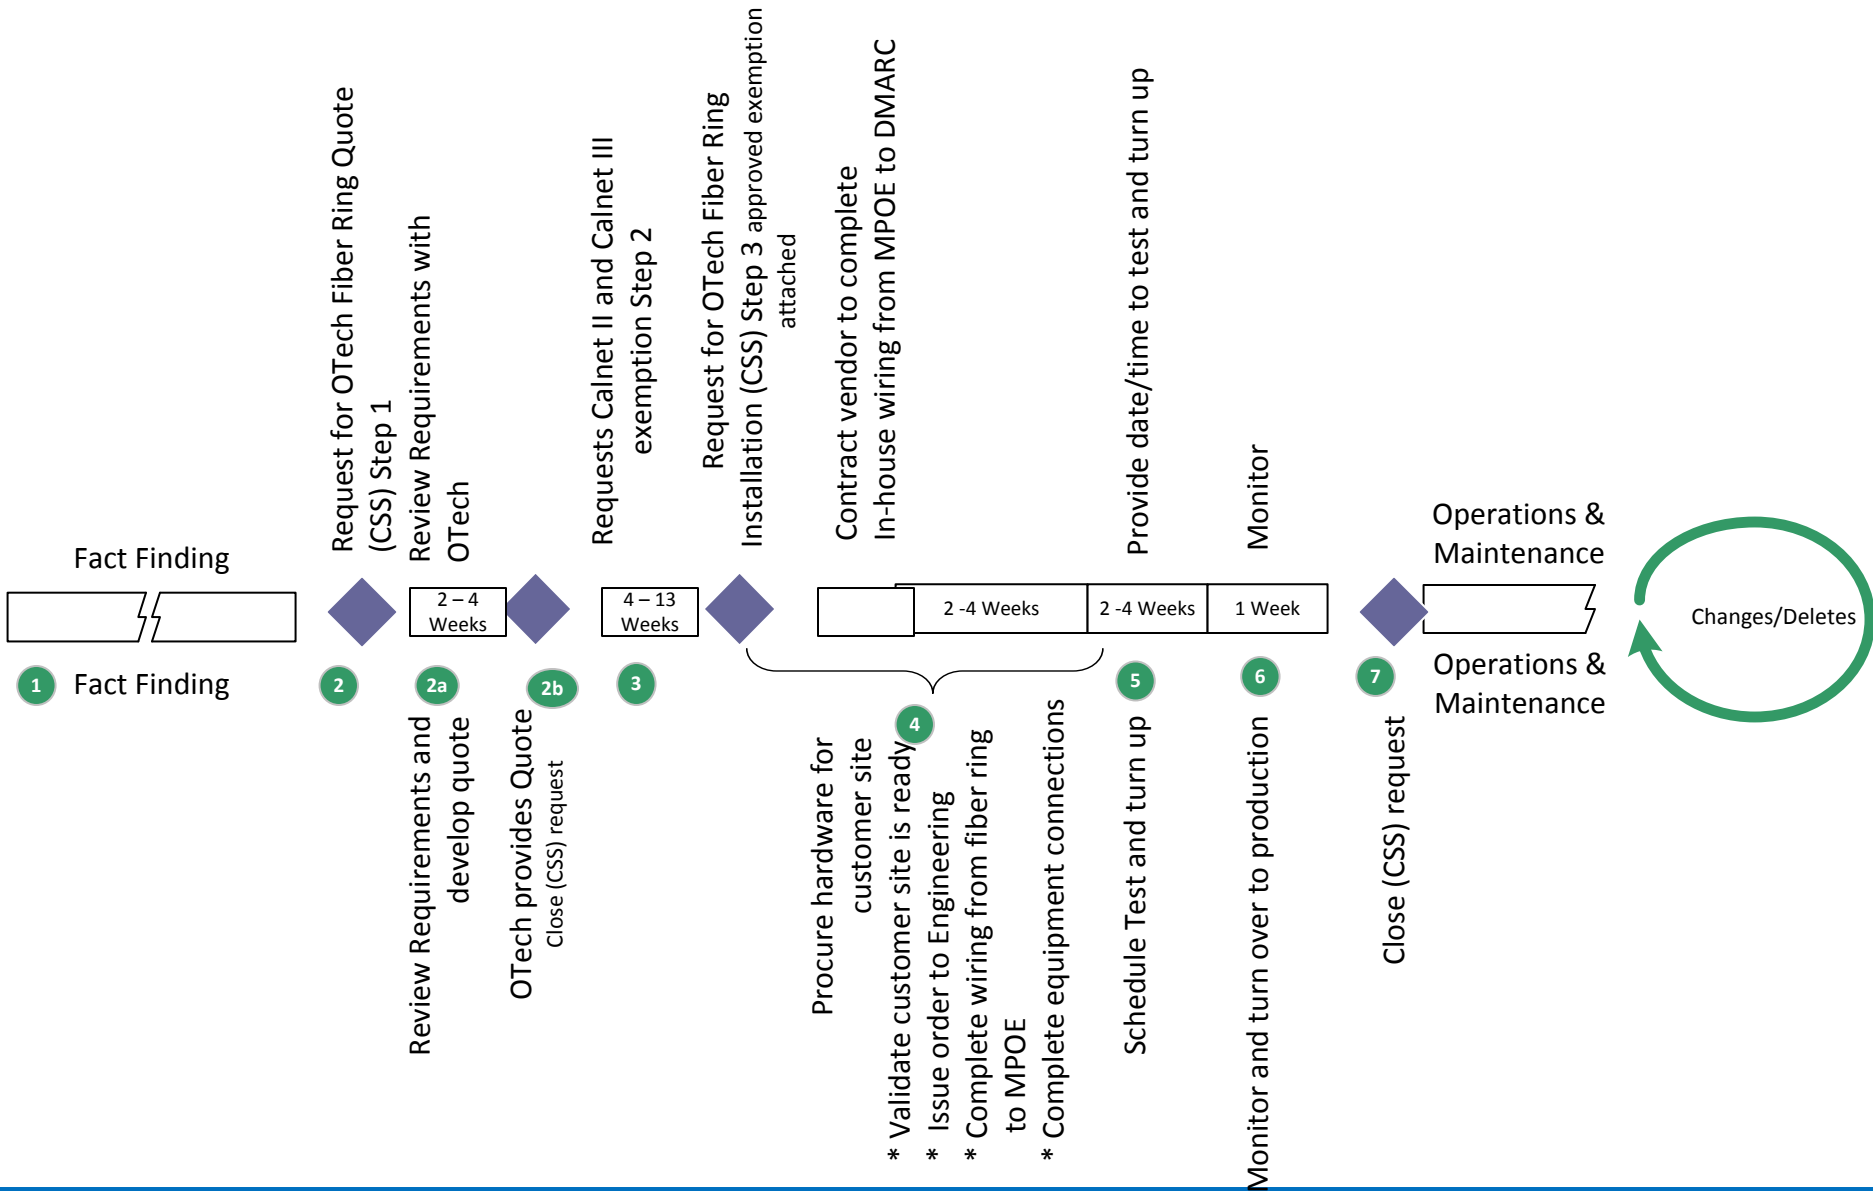 Request for OTech Fiber Ring Quote
(CSS) Step 1
Review Requirements with
OTech
Requests Calnet II and Calnet III
exemption Step 2
Request for OTech Fiber Ring
Installation (CSS) Step 3 approved exemption
attached
Contract vendor to complete
In-house wiring from MPOE to DMARC
Provide date/time to test and turn up
Monitor
Operations &
Maintenance
Fact Finding
2 – 4
Weeks
4 – 13
Weeks
2 -4 Weeks
2 -4 Weeks
1 Week
Changes/Deletes
1
Fact Finding
2
2a
2b
3
4
5
6
7
Operations &
Maintenance
Review Requirements and
develop quote
OTech provides Quote
Close (CSS) request
Procure hardware for
customer site
* Validate customer site is ready
* Issue order to Engineering
* Complete wiring from fiber ring
to MPOE
* Complete equipment connections
Schedule Test and turn up
Monitor and turn over to production
Close (CSS) request